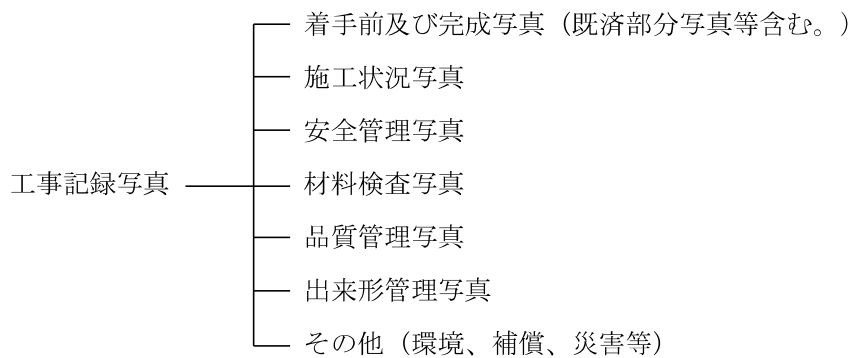 着手前及び完成写真（既済部分写真等含む。）
施工状況写真
安全管理写真
工事記録写真
材料検査写真
品質管理写真
出来形管理写真
その他（環境、補償、災害等）